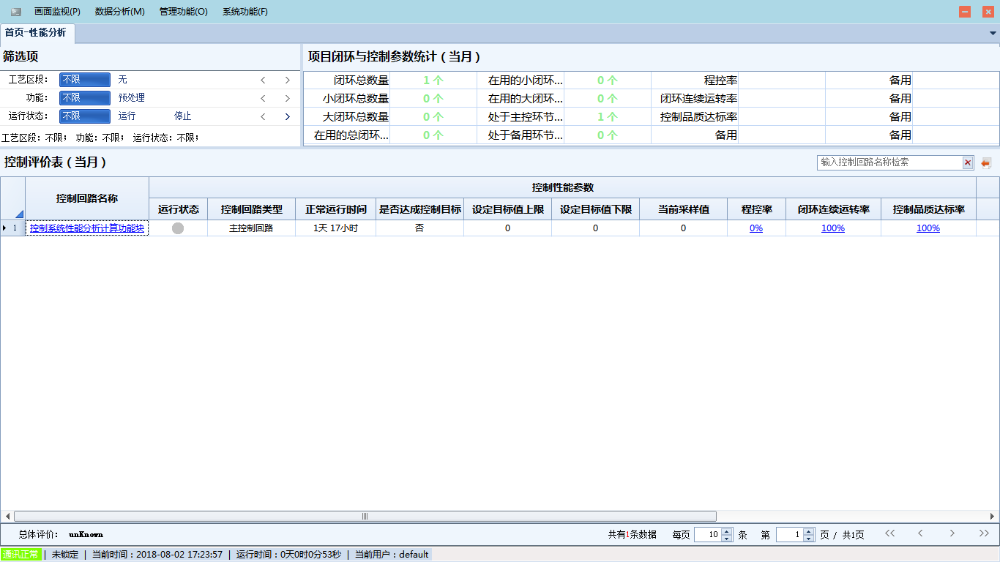 画面监视(P) 数据分析(M) 管理功能(O) 系统功能(F)
首页-性能分析
筛选项
工艺区段: 不限 无
功能: 不限 预处理
运行状态: 不限 运行 停止
工艺区段: 不限; 功能: 不限; 运行状态: 不限;
项目闭环与控制参数统计 ( 当月 )
闭环总数量 1 个 在用的小闭环... 0 个 程控率 备用
小闭环总数量 0 个 在用的大闭环... 0 个 闭环连续运转率 备用
大闭环总数量 0 个 处于主控环节... 1 个 控制品质达标率 备用
在用的总闭环... 0 个 处于备用环节... 0 个 备用 备用
控制评价表 ( 当月 )
输入控制回路名称检索
控制回路名称 控制性能参数
运行状态 控制回路类型 正常运行时间 是否达成控制目标 设定目标值上限 设定目标值下限 当前采样值 程控率 闭环连续运转率 控制品质达标率
1 控制系统性能分析计算功能块 主控制回路 1天 17小时 否 0 0 0 0% 100% 100%
总体评价: unKnown 共有1条数据 每页 10 条 第 1 页 / 共1页
通讯正常 | 未锁定 | 当前时间：2018-08-02 17:23:57 | 运行时间：0天0时0分53秒 | 当前用户：default